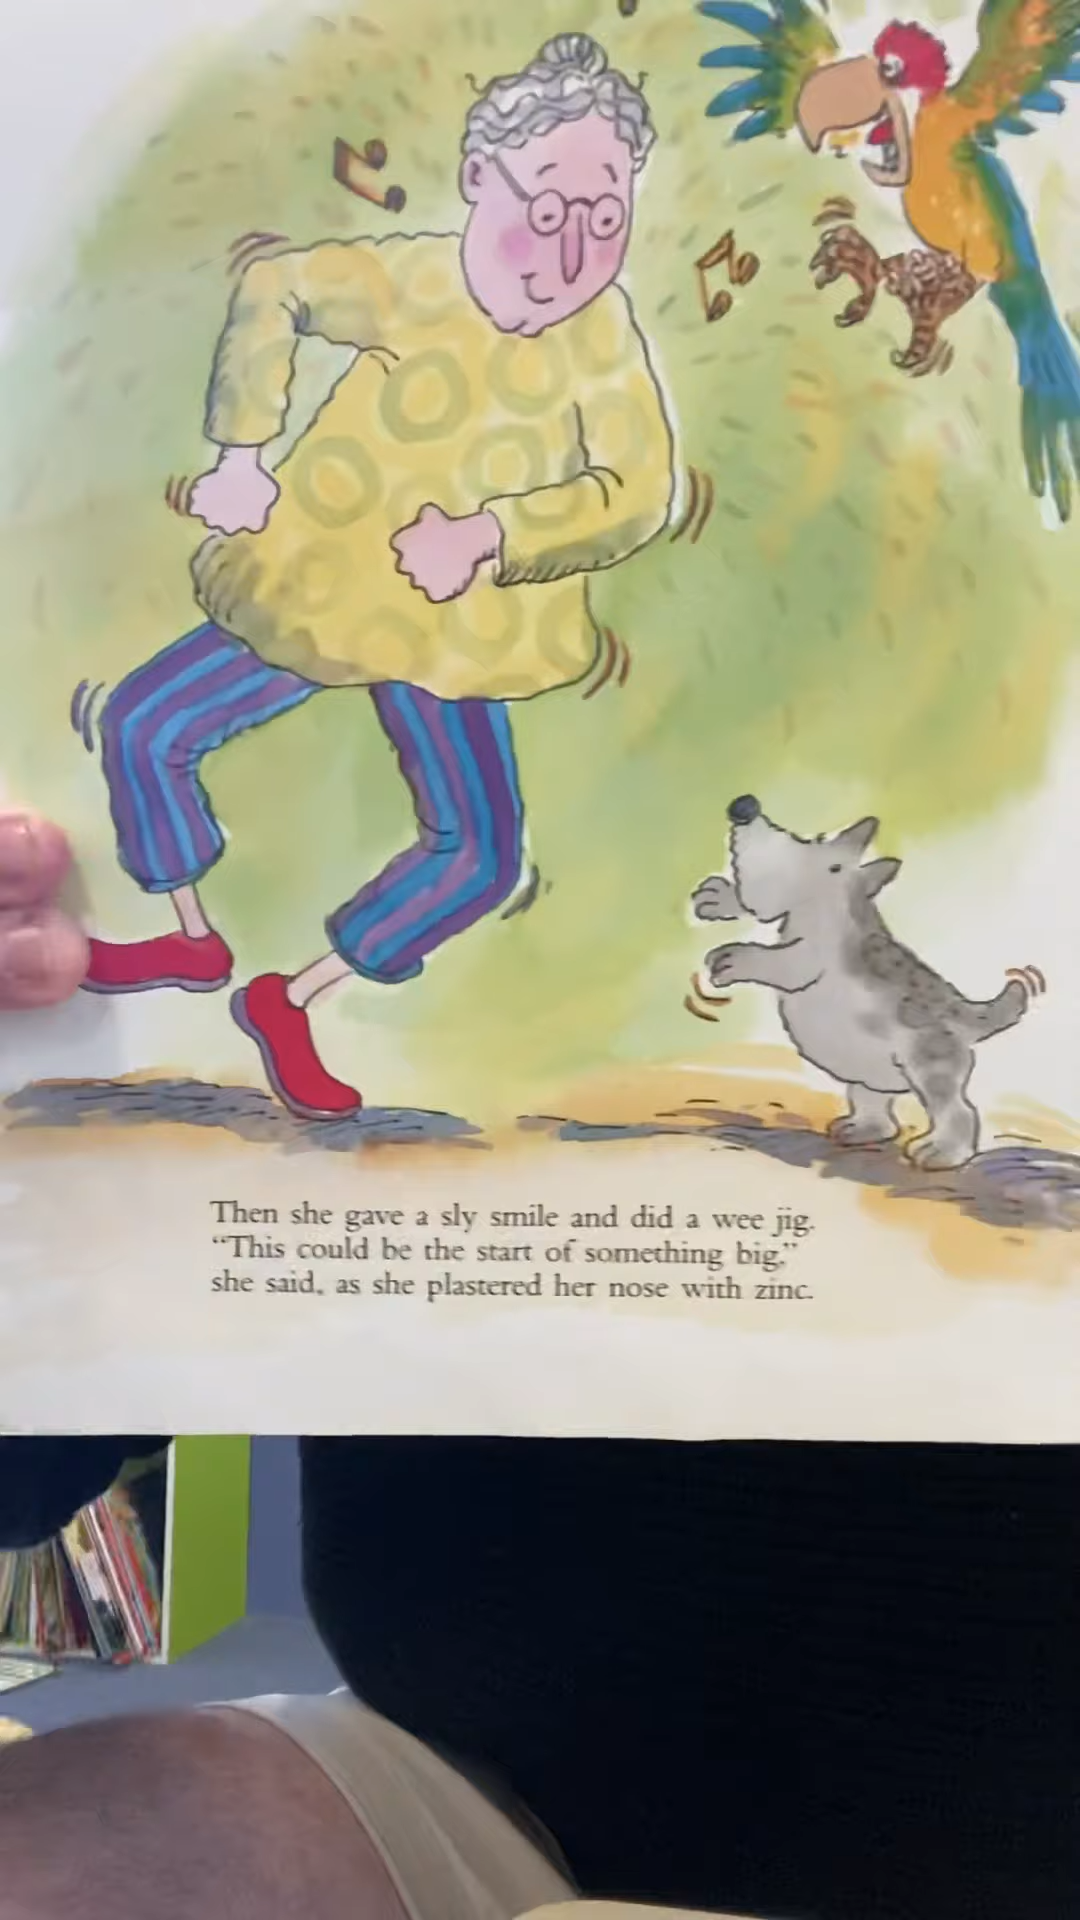 Then she gave a sly smile and did a wee jig.
“This could be the start of something big,”
she said, as she plastered her nose with zinc.